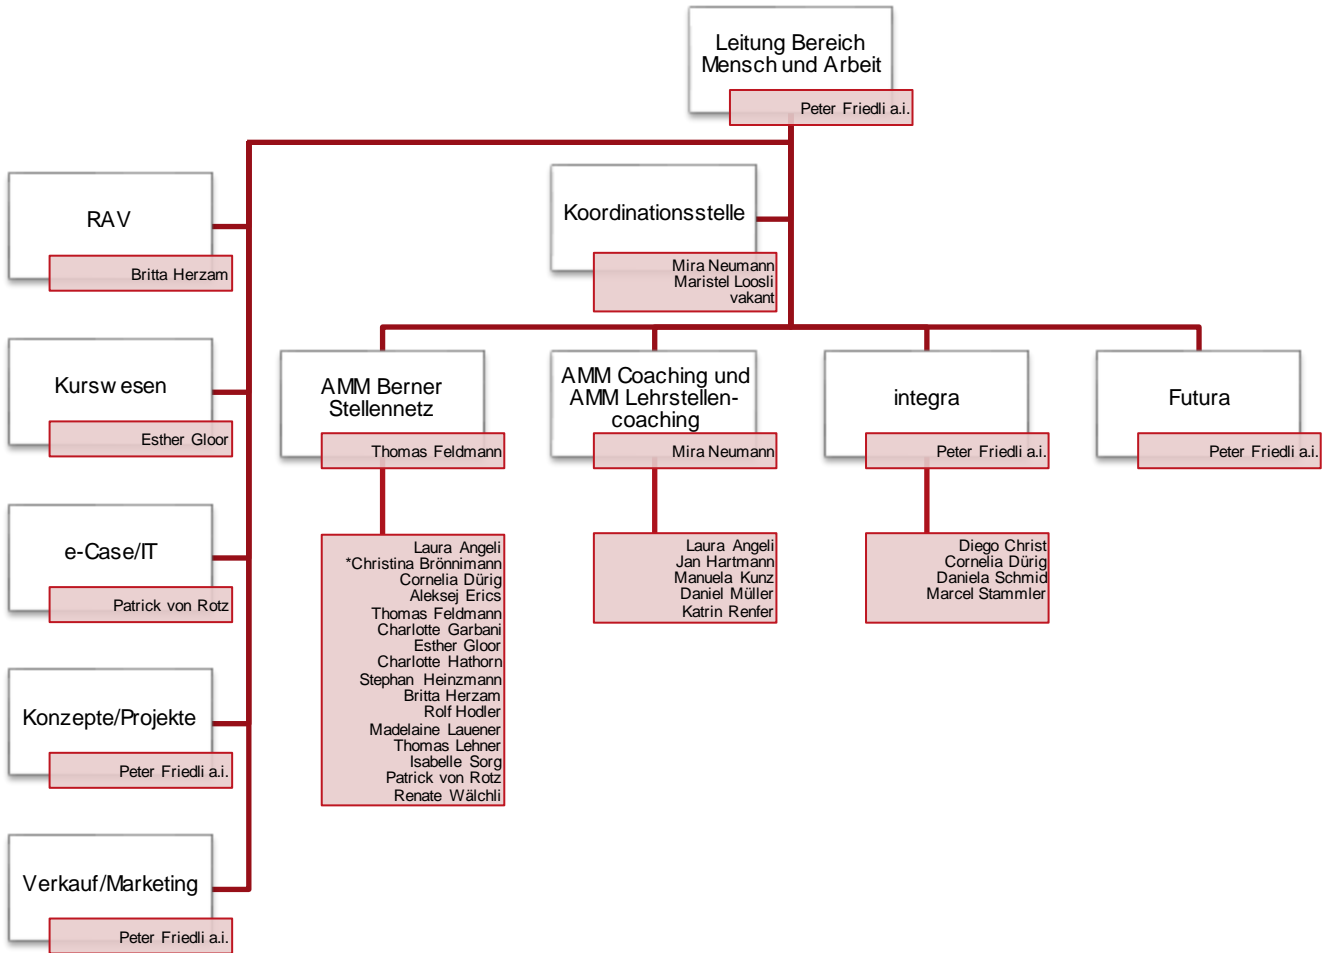 Leitung Bereich
Mensch und Arbeit
Peter Friedli a.i.
RAV
Britta Herzam
Koordinationsstelle
Mira Neumann
Maristel Loosli
vakant
Kurswesen
Esther Gloor
AMM Berner
Stellennetz
Thomas Feldmann
AMM Coaching und
AMM Lehrstellen-
coaching
Mira Neumann
integra
Peter Friedli a.i.
Futura
Peter Friedli a.i.
e-Case/IT
Patrick von Rotz
Laura Angeli
*Christina Brönnimann
Cornelia Dürig
Aleksej Erics
Thomas Feldmann
Charlotte Garbani
Esther Gloor
Charlotte Hathorn
Stephan Heinzmann
Britta Herzam
Rolf Hodler
Madelaine Lauener
Thomas Lehner
Isabelle Sorg
Patrick von Rotz
Renate Wälchli
Laura Angeli
Jan Hartmann
Manuela Kunz
Daniel Müller
Katrin Renfer
Diego Christ
Cornelia Dürig
Daniela Schmid
Marcel Stammler
Konzepte/Projekte
Peter Friedli a.i.
Verkauf/Marketing
Peter Friedli a.i.